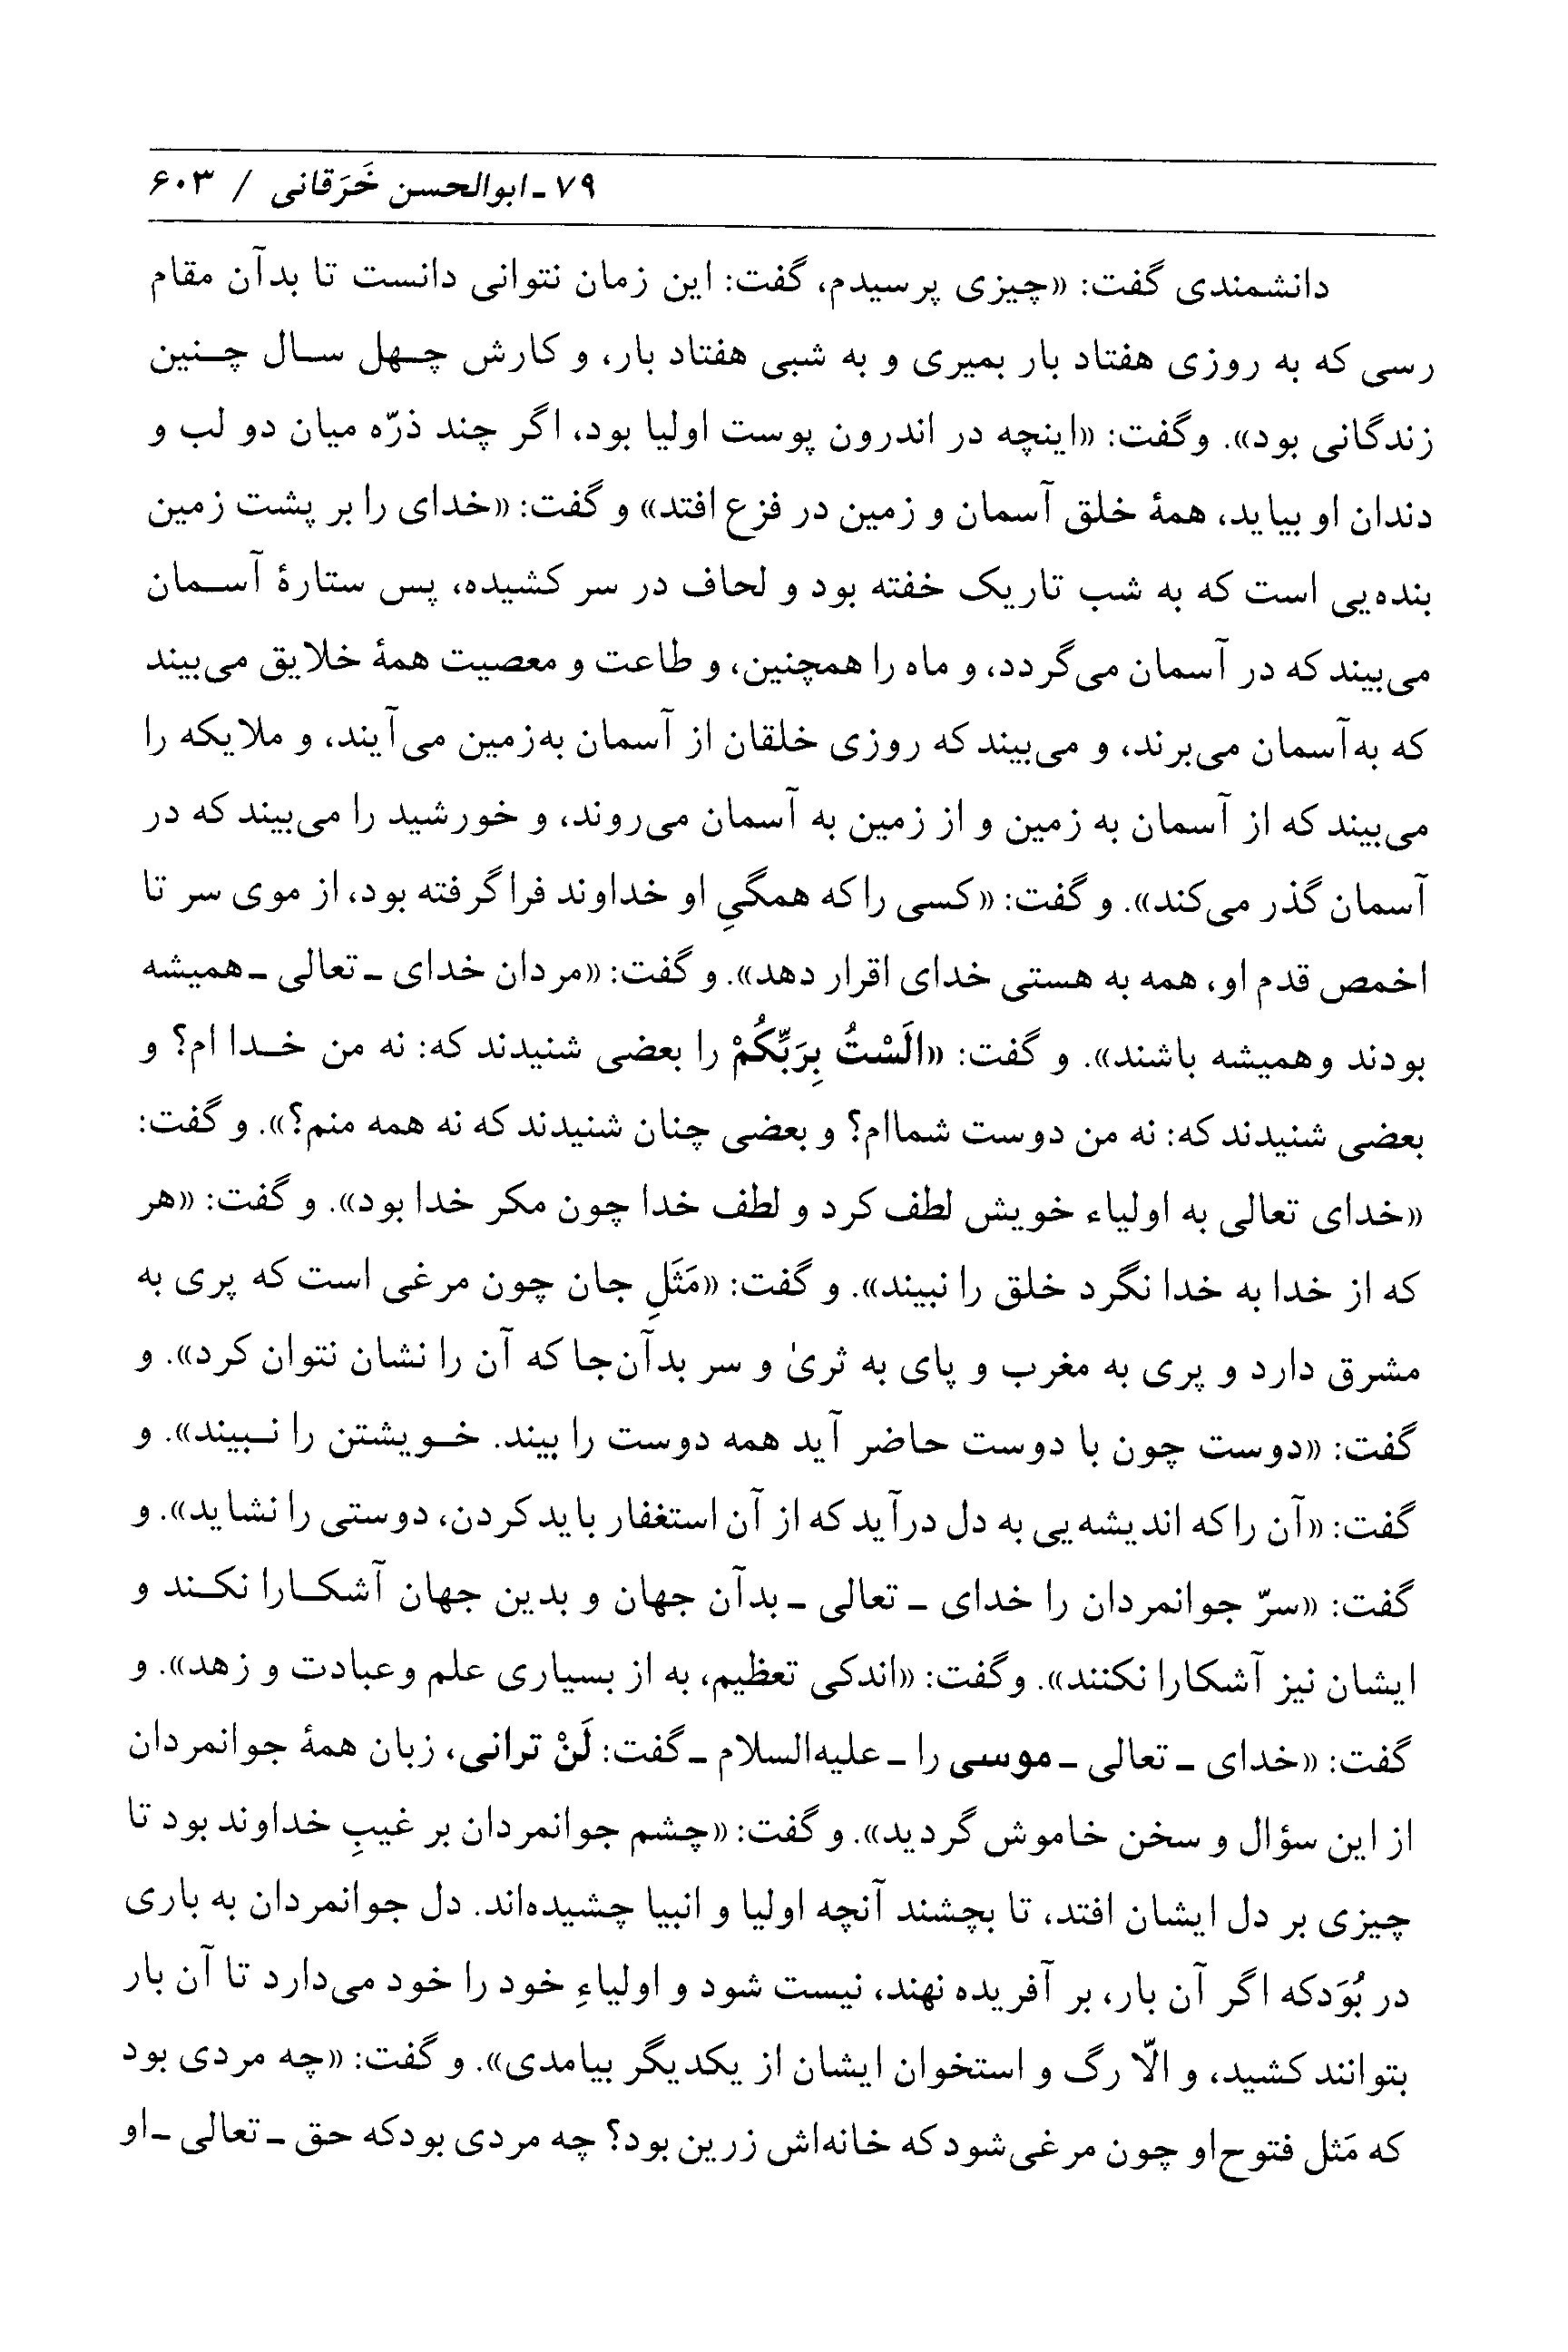 ۷۹ـ ابوالحسن خَرَقانی / ۶۰۳
دانشمندی گفت: «چیزی پرسیدم، گفت: این زمان نتوانی دانست تا بدآن مقام
رسی که به روزی هفتاد بار بمیری و به شبی هفتاد بار، و کارش چهل سال چنین
زندگانی بود». وگفت: «اینچه در اندرون پوست اولیا بود، اگر چند ذرّه میان دو لب و
دندان او بیاید، همهٔ خلق آسمان و زمین در فزع افتد» و گفت: «خدای را بر پشت زمین
بنده‌یی است که به شب تاریک خفته بود و لحاف در سر کشیده، پس ستارهٔ آسمان
می‌بیند که در آسمان می‌گردد، و ماه را همچنین، و طاعت و معصیت همهٔ خلایق می‌بیند
که به‌آسمان می‌برند، و می‌بیند که روزی خلقان از آسمان به‌زمین می‌آیند، و ملایکه را
می‌بیند که از آسمان به زمین و از زمین به آسمان می‌روند، و خورشید را می‌بیند که در
آسمان گذر می‌کند». و گفت: «کسی را که همگیِ او خداوند فرا گرفته بود، از موی سر تا
اخمص قدم او، همه به هستی خدای اقرار دهد». و گفت: «مردان خدای ـ تعالی ـ همیشه
بودند وهمیشه باشند». و گفت: «الَسْتُ بِرَبِّکُمْ را بعضی شنیدند که: نه من خدا ام؟ و
بعضی شنیدند که: نه من دوست شماام؟ و بعضی چنان شنیدند که نه همه منم؟». و گفت:
«خدای تعالی به اولیاء خویش لطف کرد و لطف خدا چون مکر خدا بود». و گفت: «هر
که از خدا به خدا نگرد خلق را نبیند». و گفت: «مَثَلِ جان چون مرغی است که پری به
مشرق دارد و پری به مغرب و پای به ثریٰ و سر بدآن‌جا که آن را نشان نتوان کرد». و
گفت: «دوست چون با دوست حاضر آید همه دوست را بیند. خویشتن را نبیند». و
گفت: «آن را که اندیشه‌یی به دل درآید که از آن استغفار باید کردن، دوستی را نشاید». و
گفت: «سرّ جوانمردان را خدای ـ تعالی ـ بدآن جهان و بدین جهان آشکارا نکند و
ایشان نیز آشکارا نکنند». وگفت: «اندکی تعظیم، به از بسیاری علم وعبادت و زهد». و
گفت: «خدای ـ تعالی ـ موسی را ـ علیه‌السلام ـ گفت: لَنْ ترانی، زبان همهٔ جوانمردان
از این سؤال و سخن خاموش گردید». و گفت: «چشم جوانمردان بر غیبِ خداوند بود تا
چیزی بر دل ایشان افتد، تا بچشند آنچه اولیا و انبیا چشیده‌اند. دل جوانمردان به باری
در بُوَدکه اگر آن بار، بر آفریده نهند، نیست شود و اولیاءِ خود را خود می‌دارد تا آن بار
بتوانند کشید، و الّا رگ و استخوان ایشان از یکدیگر بیامدی». و گفت: «چه مردی بود
که مَثل فتوح‌او چون مرغی‌شود که خانه‌اش زرین بود؟ چه مردی بودکه حق ـ تعالی ـ او